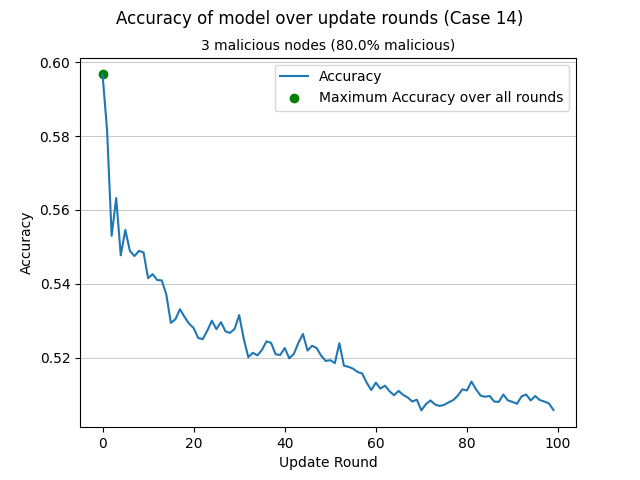 Accuracy of model over update rounds (Case 14)
3 malicious nodes (80.0% malicious)
Accuracy
Maximum Accuracy over all rounds
0.60
0.58
0.56
0.54
0.52
Accuracy
0 20 40 60 80 100
Update Round